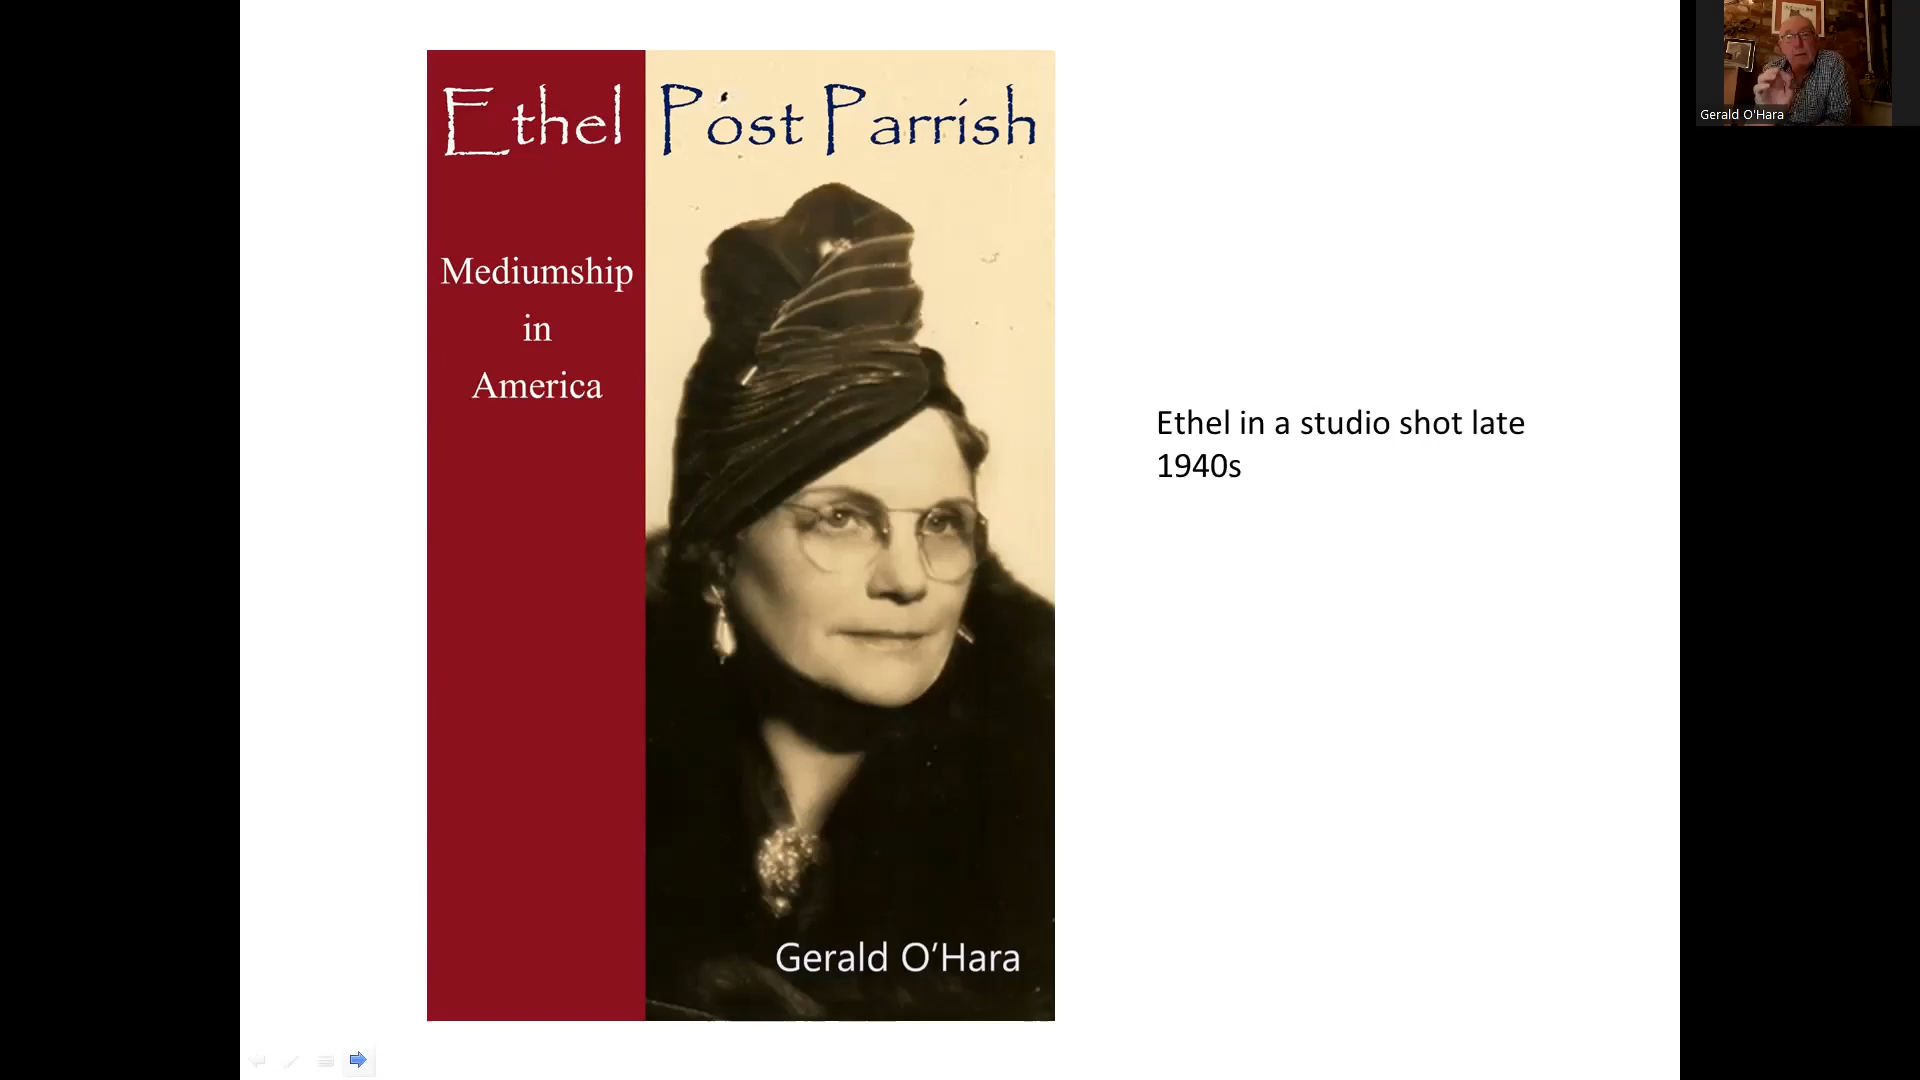 Ethel Post Parrish
Mediumship
in
America
Gerald O’Hara
Ethel in a studio shot late
1940s
Gerald O'Hara